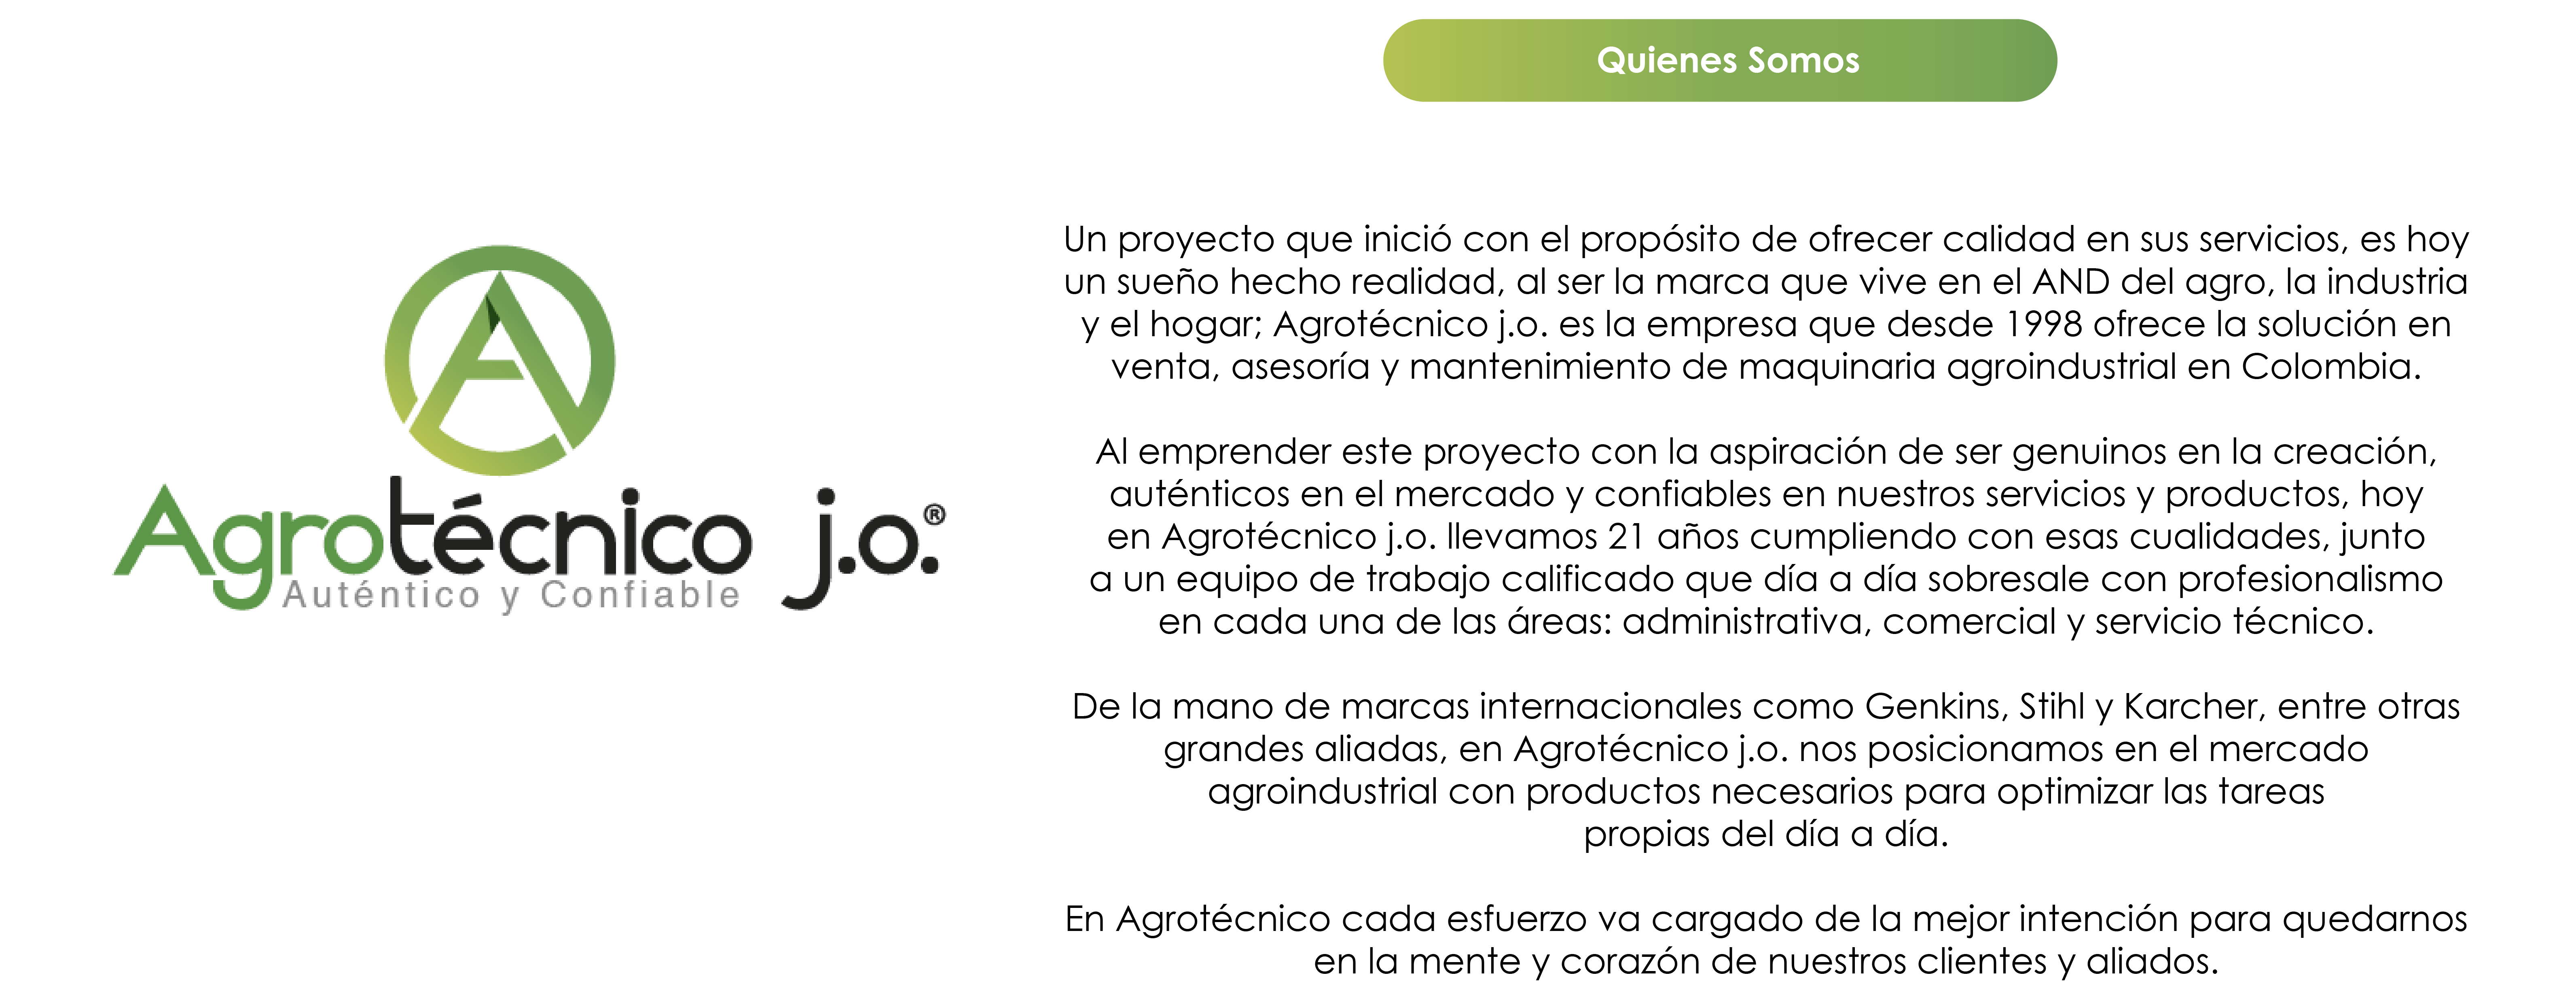 Quienes Somos
Agrotécnico j.o.®
Auténtico y Confiable
Un proyecto que inició con el propósito de ofrecer calidad en sus servicios, es hoy
un sueño hecho realidad, al ser la marca que vive en el AND del agro, la industria
y el hogar; Agrotécnico j.o. es la empresa que desde 1998 ofrece la solución en
venta, asesoría y mantenimiento de maquinaria agroindustrial en Colombia.
Al emprender este proyecto con la aspiración de ser genuinos en la creación,
auténticos en el mercado y confiables en nuestros servicios y productos, hoy
en Agrotécnico j.o. llevamos 21 años cumpliendo con esas cualidades, junto
a un equipo de trabajo calificado que día a día sobresale con profesionalismo
en cada una de las áreas: administrativa, comercial y servicio técnico.
De la mano de marcas internacionales como Genkins, Stihl y Karcher, entre otras
grandes aliadas, en Agrotécnico j.o. nos posicionamos en el mercado
agroindustrial con productos necesarios para optimizar las tareas
propias del día a día.
En Agrotécnico cada esfuerzo va cargado de la mejor intención para quedarnos
en la mente y corazón de nuestros clientes y aliados.